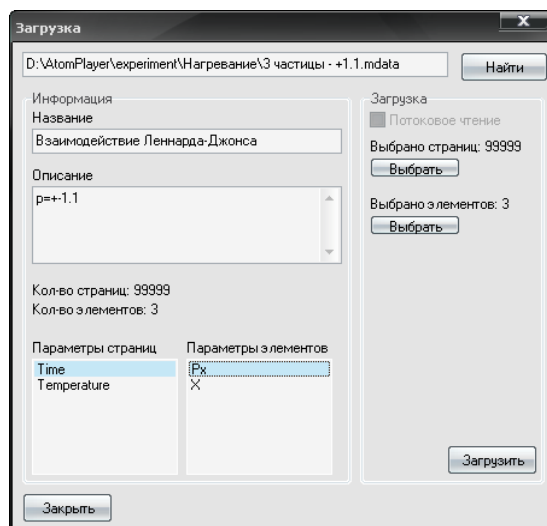 Загрузка
D:\AtomPlayer\experiment\Нагревание\3 частицы - +1.1.mdata
Найти
Информация
Название
Взаимодействие Леннарда-Джонса
Описание
p=+-1.1
Кол-во страниц: 99999
Кол-во элементов: 3
Параметры страниц
Time
Temperature
Параметры элементов
Px
X
Загрузка
Потоковое чтение
Выбрано страниц: 99999
Выбрать
Выбрано элементов: 3
Выбрать
Загрузить
Закрыть